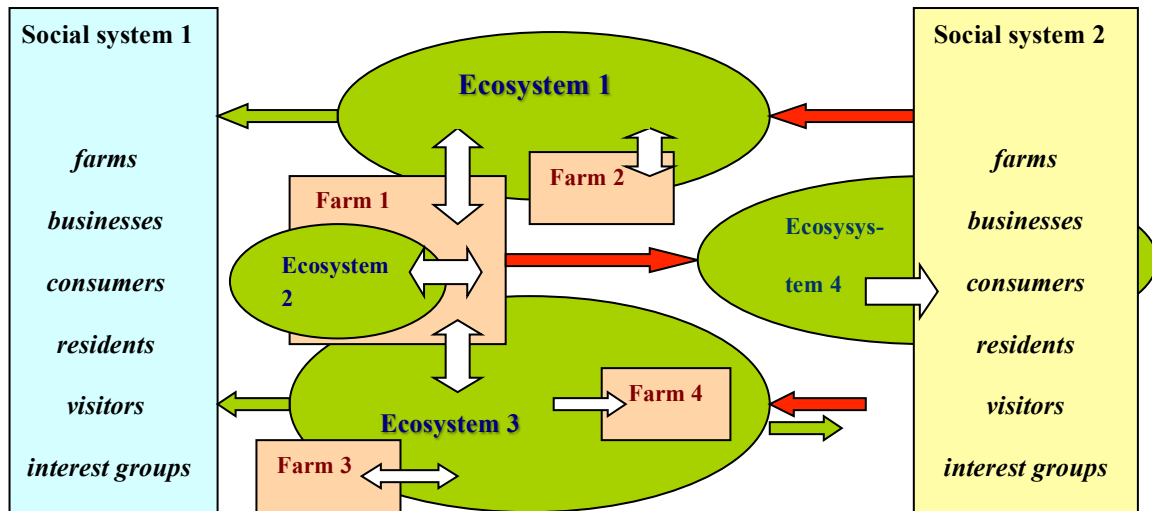 Social system 1
farms
businesses
consumers
residents
visitors
interest groups
Ecosystem 1
Farm 2
Farm 1
Ecosystem
2
Ecosysys-
tem 4
Farm 4
Ecosystem 3
Farm 3
Social system 2
farms
businesses
consumers
residents
visitors
interest groups